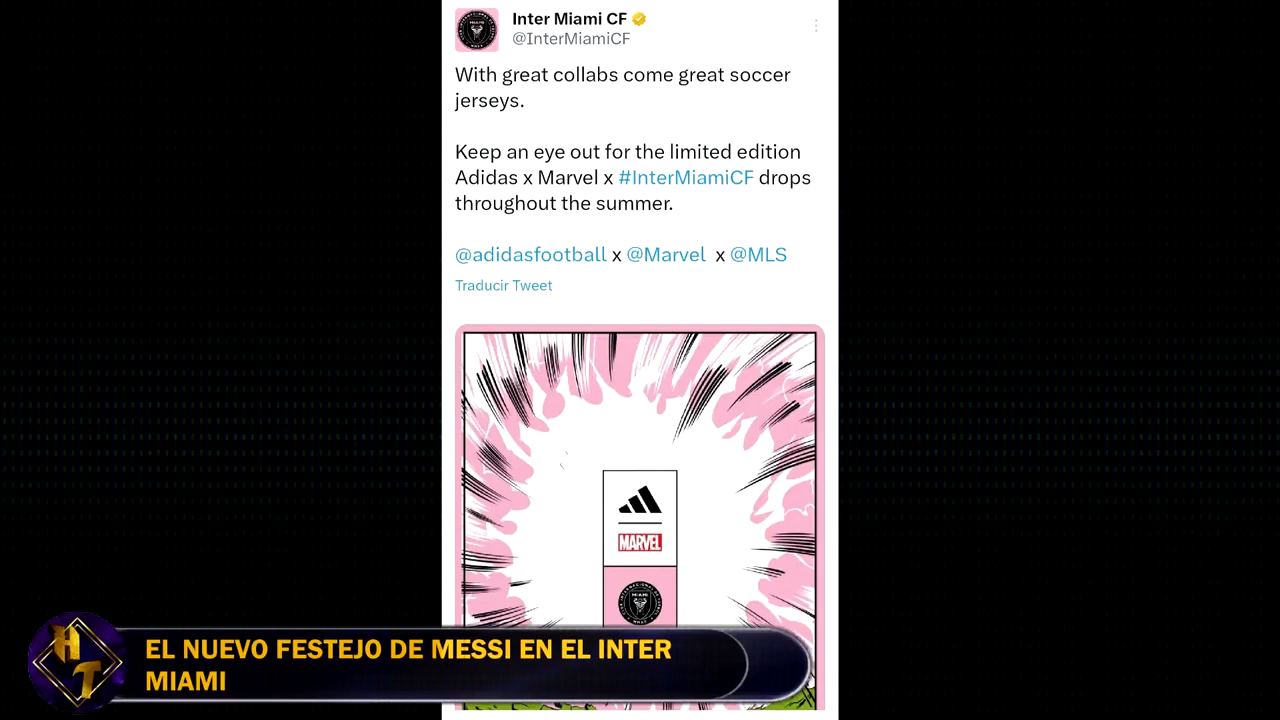 Inter Miami CF
@InterMiamiCF
With great collabs come great soccer
jerseys.
Keep an eye out for the limited edition
Adidas x Marvel x #InterMiamiCF drops
throughout the summer.
@adidasfootball x @Marvel x @MLS
Traducir Tweet
MARVEL
MIAMI
HT
EL NUEVO FESTEJO DE MESSI EN EL INTER
MIAMI